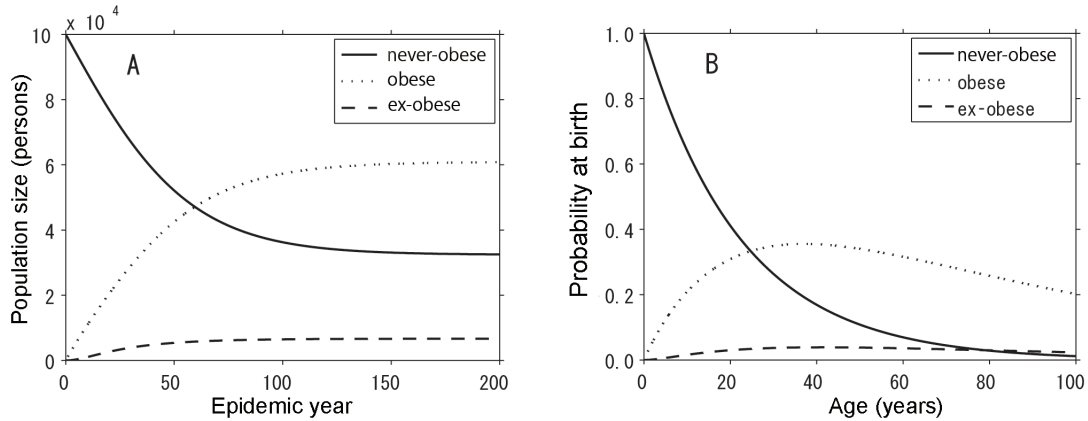 x 10 4
10
8
6
4
2
0
Population size (persons)
A
never-obese
obese
ex-obese
0
50
100
150
200
Epidemic year
1.0
0.8
0.6
0.4
0.2
0.0
Probability at birth
B
never-obese
obese
ex-obese
0
20
40
60
80
100
Age (years)